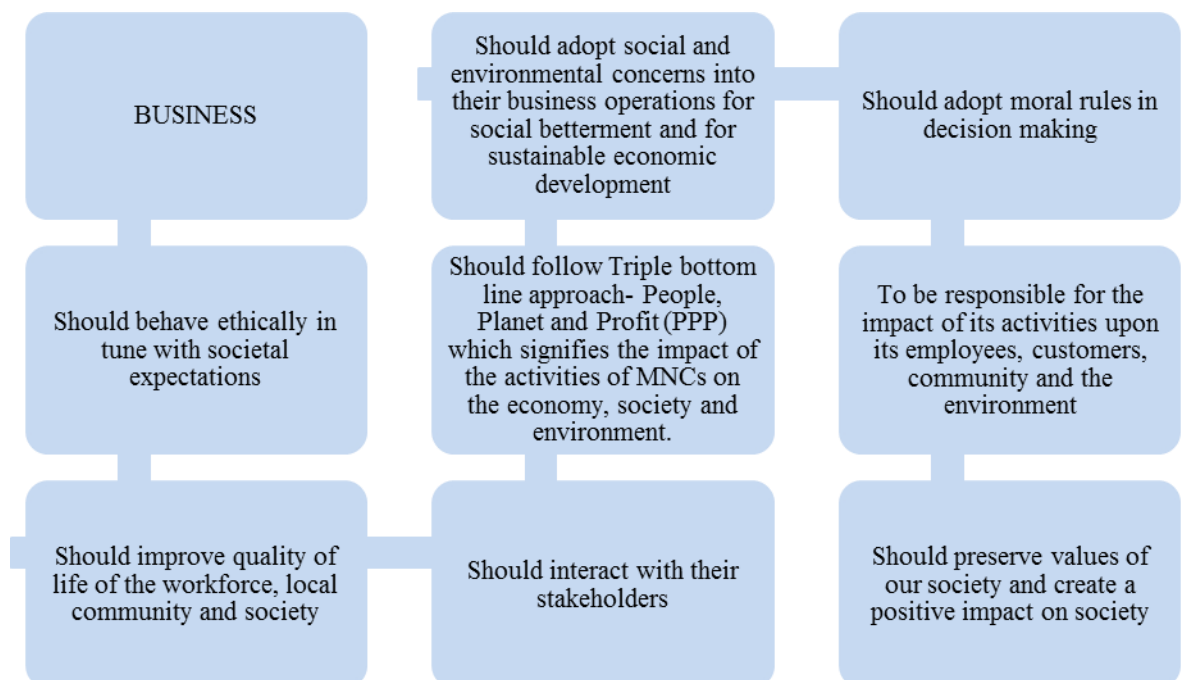 BUSINESS
Should behave ethically in
tune with societal
expectations
Should improve quality of
life of the workforce, local
community and society
Should interact with their
stakeholders
Should follow Triple bottom
line approach- People,
Planet and Profit (PPP)
which signifies the impact of
the activities of MNCs on
the economy, society and
environment.
Should adopt social and
environmental concerns into
their business operations for
social betterment and for
sustainable economic
development
Should adopt moral rules in
decision making
To be responsible for the
impact of its activities upon
its employees, customers,
community and the
environment
Should preserve values of
our society and create a
positive impact on society